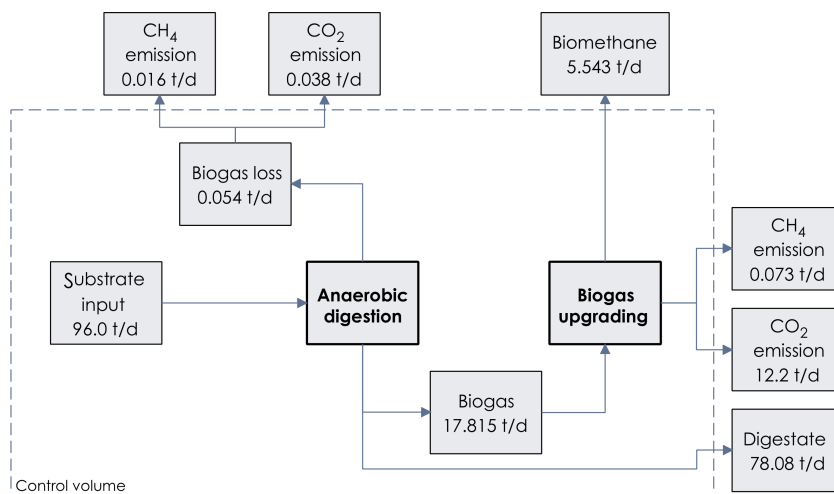 CH₄
emission
0.016 t/d
CO₂
emission
0.038 t/d
Biomethane
5.543 t/d
Biogas loss
0.054 t/d
CH₄
emission
0.073 t/d
Substrate
input
96.0 t/d
Anaerobic
digestion
Biogas
upgrading
CO₂
emission
12.2 t/d
Biogas
17.815 t/d
Digestate
78.08 t/d
Control volume